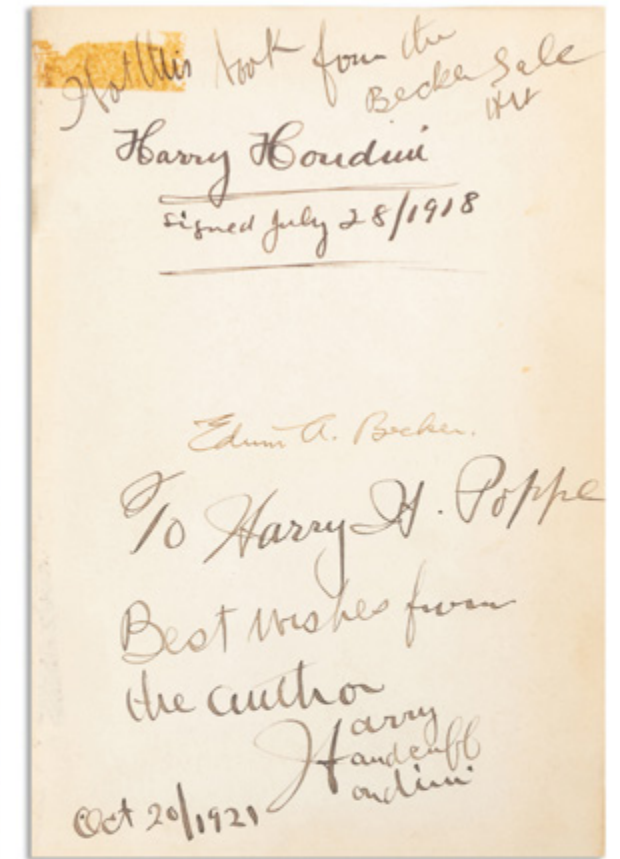 Got this book from the
Becker Sale
HH
Harry Houdini
signed July 28/1918
Edwin A. Becker.
To Harry H. Poppe
Best wishes from
the author
Harry
Handcuff
Houdini
Oct 20/1921